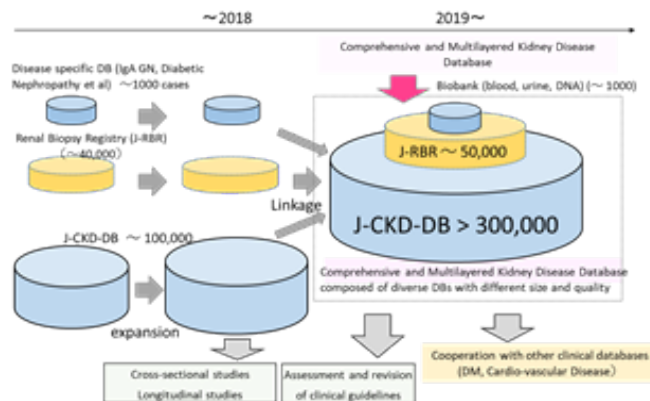 ～2018
2019～
Comprehensive and Multilayered Kidney Disease
Database
Disease specific DB (IgA GN, Diabetic
Nephropathy et al) ～1000 cases
Biobank (blood, urine, DNA) (～ 1000)
Renal Biopsy Registry (J-RBR)
(～40,000)
J-RBR ～ 50,000
Linkage
J-CKD-DB ～ 100,000
J-CKD-DB > 300,000
Comprehensive and Multilayered Kidney Disease Database
composed of diverse DBs with different size and quality
expansion
Cross-sectional studies
Longitudinal studies
Assessment and revision
of clinical guidelines
Cooperation with other clinical databases
(DM, Cardio-vascular Disease)